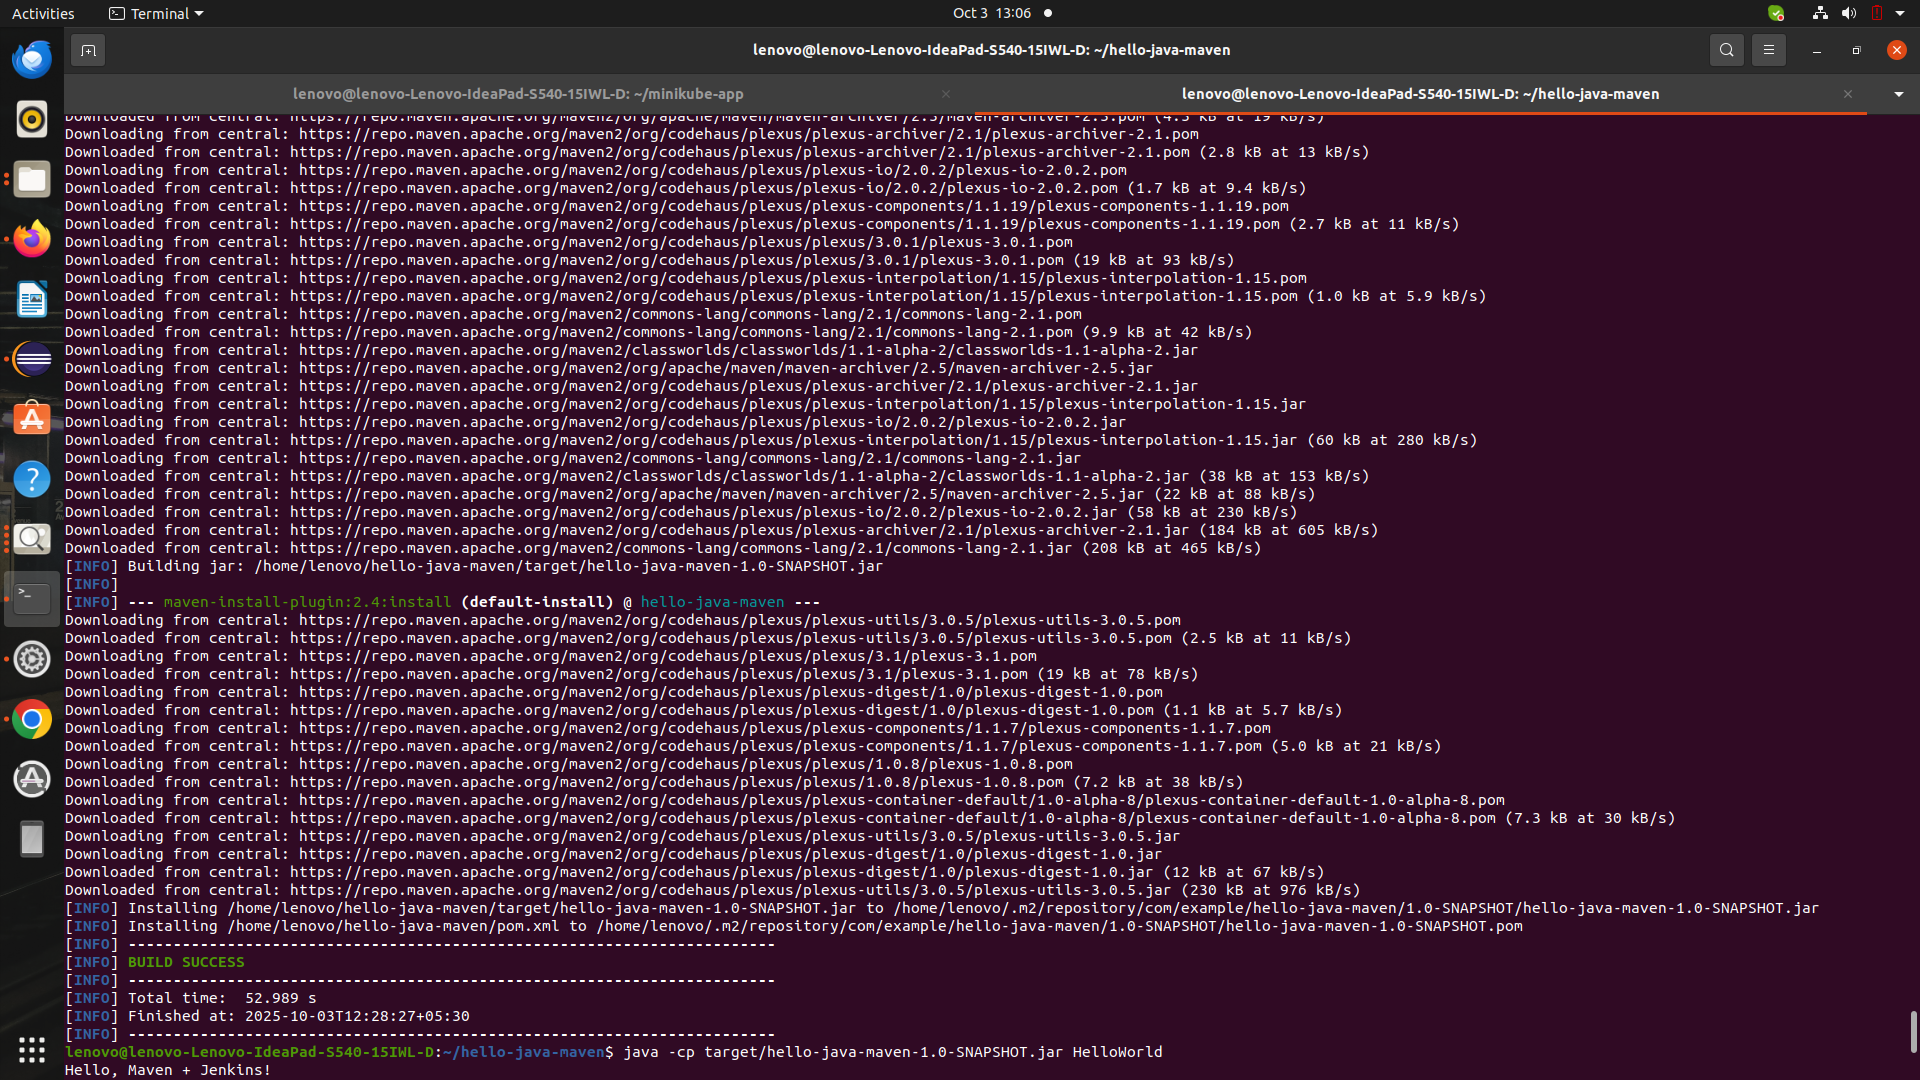 Activities
Terminal
Oct 3 13:06
lenovo@lenovo-Lenovo-IdeaPad-S540-15IWL-D: ~/hello-java-maven
lenovo@lenovo-Lenovo-IdeaPad-S540-15IWL-D: ~/minikube-app
lenovo@lenovo-Lenovo-IdeaPad-S540-15IWL-D: ~/hello-java-maven
Downloaded from central: https://repo.maven.apache.org/maven2/org/apache/maven/maven-archiver/2.5/maven-archiver-2.5.pom (4.5 kB at 19 kB/s)
Downloading from central: https://repo.maven.apache.org/maven2/org/codehaus/plexus/plexus-archiver/2.1/plexus-archiver-2.1.pom
Downloaded from central: https://repo.maven.apache.org/maven2/org/codehaus/plexus/plexus-archiver/2.1/plexus-archiver-2.1.pom (2.8 kB at 13 kB/s)
Downloading from central: https://repo.maven.apache.org/maven2/org/codehaus/plexus/plexus-io/2.0.2/plexus-io-2.0.2.pom
Downloaded from central: https://repo.maven.apache.org/maven2/org/codehaus/plexus/plexus-io/2.0.2/plexus-io-2.0.2.pom (1.7 kB at 9.4 kB/s)
Downloading from central: https://repo.maven.apache.org/maven2/org/codehaus/plexus/plexus-components/1.1.19/plexus-components-1.1.19.pom
Downloaded from central: https://repo.maven.apache.org/maven2/org/codehaus/plexus/plexus-components/1.1.19/plexus-components-1.1.19.pom (2.7 kB at 11 kB/s)
Downloading from central: https://repo.maven.apache.org/maven2/org/codehaus/plexus/plexus/3.0.1/plexus-3.0.1.pom
Downloaded from central: https://repo.maven.apache.org/maven2/org/codehaus/plexus/plexus/3.0.1/plexus-3.0.1.pom (19 kB at 93 kB/s)
Downloading from central: https://repo.maven.apache.org/maven2/org/codehaus/plexus/plexus-interpolation/1.15/plexus-interpolation-1.15.pom
Downloaded from central: https://repo.maven.apache.org/maven2/org/codehaus/plexus/plexus-interpolation/1.15/plexus-interpolation-1.15.pom (1.0 kB at 5.9 kB/s)
Downloading from central: https://repo.maven.apache.org/maven2/commons-lang/commons-lang/2.1/commons-lang-2.1.pom
Downloaded from central: https://repo.maven.apache.org/maven2/commons-lang/commons-lang/2.1/commons-lang-2.1.pom (9.9 kB at 42 kB/s)
Downloading from central: https://repo.maven.apache.org/maven2/classworlds/classworlds/1.1-alpha-2/classworlds-1.1-alpha-2.jar
Downloading from central: https://repo.maven.apache.org/maven2/org/apache/maven/maven-archiver/2.5/maven-archiver-2.5.jar
Downloading from central: https://repo.maven.apache.org/maven2/org/codehaus/plexus/plexus-archiver/2.1/plexus-archiver-2.1.jar
Downloading from central: https://repo.maven.apache.org/maven2/org/codehaus/plexus/plexus-interpolation/1.15/plexus-interpolation-1.15.jar
Downloading from central: https://repo.maven.apache.org/maven2/org/codehaus/plexus/plexus-io/2.0.2/plexus-io-2.0.2.jar
Downloaded from central: https://repo.maven.apache.org/maven2/org/codehaus/plexus/plexus-interpolation/1.15/plexus-interpolation-1.15.jar (60 kB at 280 kB/s)
Downloading from central: https://repo.maven.apache.org/maven2/commons-lang/commons-lang/2.1/commons-lang-2.1.jar
Downloaded from central: https://repo.maven.apache.org/maven2/classworlds/classworlds/1.1-alpha-2/classworlds-1.1-alpha-2.jar (38 kB at 153 kB/s)
Downloaded from central: https://repo.maven.apache.org/maven2/org/apache/maven/maven-archiver/2.5/maven-archiver-2.5.jar (22 kB at 88 kB/s)
Downloaded from central: https://repo.maven.apache.org/maven2/org/codehaus/plexus/plexus-io/2.0.2/plexus-io-2.0.2.jar (58 kB at 230 kB/s)
Downloaded from central: https://repo.maven.apache.org/maven2/org/codehaus/plexus/plexus-archiver/2.1/plexus-archiver-2.1.jar (184 kB at 605 kB/s)
Downloaded from central: https://repo.maven.apache.org/maven2/commons-lang/commons-lang/2.1/commons-lang-2.1.jar (208 kB at 465 kB/s)
[INFO] Building jar: /home/lenovo/hello-java-maven/target/hello-java-maven-1.0-SNAPSHOT.jar
[INFO]
[INFO] --- maven-install-plugin:2.4:install (default-install) @ hello-java-maven ---
Downloading from central: https://repo.maven.apache.org/maven2/org/codehaus/plexus/plexus-utils/3.0.5/plexus-utils-3.0.5.pom
Downloaded from central: https://repo.maven.apache.org/maven2/org/codehaus/plexus/plexus-utils/3.0.5/plexus-utils-3.0.5.pom (2.5 kB at 11 kB/s)
Downloading from central: https://repo.maven.apache.org/maven2/org/codehaus/plexus/plexus/3.1/plexus-3.1.pom
Downloaded from central: https://repo.maven.apache.org/maven2/org/codehaus/plexus/plexus/3.1/plexus-3.1.pom (19 kB at 78 kB/s)
Downloading from central: https://repo.maven.apache.org/maven2/org/codehaus/plexus/plexus-digest/1.0/plexus-digest-1.0.pom
Downloaded from central: https://repo.maven.apache.org/maven2/org/codehaus/plexus/plexus-digest/1.0/plexus-digest-1.0.pom (1.1 kB at 5.7 kB/s)
Downloading from central: https://repo.maven.apache.org/maven2/org/codehaus/plexus/plexus-components/1.1.7/plexus-components-1.1.7.pom
Downloaded from central: https://repo.maven.apache.org/maven2/org/codehaus/plexus/plexus-components/1.1.7/plexus-components-1.1.7.pom (5.0 kB at 21 kB/s)
Downloading from central: https://repo.maven.apache.org/maven2/org/codehaus/plexus/plexus/1.0.8/plexus-1.0.8.pom
Downloaded from central: https://repo.maven.apache.org/maven2/org/codehaus/plexus/plexus/1.0.8/plexus-1.0.8.pom (7.2 kB at 38 kB/s)
Downloading from central: https://repo.maven.apache.org/maven2/org/codehaus/plexus/plexus-container-default/1.0-alpha-8/plexus-container-default-1.0-alpha-8.pom
Downloaded from central: https://repo.maven.apache.org/maven2/org/codehaus/plexus/plexus-container-default/1.0-alpha-8/plexus-container-default-1.0-alpha-8.pom (7.3 kB at 30 kB/s)
Downloading from central: https://repo.maven.apache.org/maven2/org/codehaus/plexus/plexus-utils/3.0.5/plexus-utils-3.0.5.jar
Downloading from central: https://repo.maven.apache.org/maven2/org/codehaus/plexus/plexus-digest/1.0/plexus-digest-1.0.jar
Downloaded from central: https://repo.maven.apache.org/maven2/org/codehaus/plexus/plexus-digest/1.0/plexus-digest-1.0.jar (12 kB at 67 kB/s)
Downloaded from central: https://repo.maven.apache.org/maven2/org/codehaus/plexus/plexus-utils/3.0.5/plexus-utils-3.0.5.jar (230 kB at 976 kB/s)
[INFO] Installing /home/lenovo/hello-java-maven/target/hello-java-maven-1.0-SNAPSHOT.jar to /home/lenovo/.m2/repository/com/example/hello-java-maven/1.0-SNAPSHOT/hello-java-maven-1.0-SNAPSHOT.jar
[INFO] Installing /home/lenovo/hello-java-maven/pom.xml to /home/lenovo/.m2/repository/com/example/hello-java-maven/1.0-SNAPSHOT/hello-java-maven-1.0-SNAPSHOT.pom
[INFO] ------------------------------------------------------------------------
[INFO] BUILD SUCCESS
[INFO] ------------------------------------------------------------------------
[INFO] Total time:  52.989 s
[INFO] Finished at: 2025-10-03T12:28:27+05:30
[INFO] ------------------------------------------------------------------------
lenovo@lenovo-Lenovo-IdeaPad-S540-15IWL-D:~/hello-java-maven$ java -cp target/hello-java-maven-1.0-SNAPSHOT.jar HelloWorld
Hello, Maven + Jenkins!